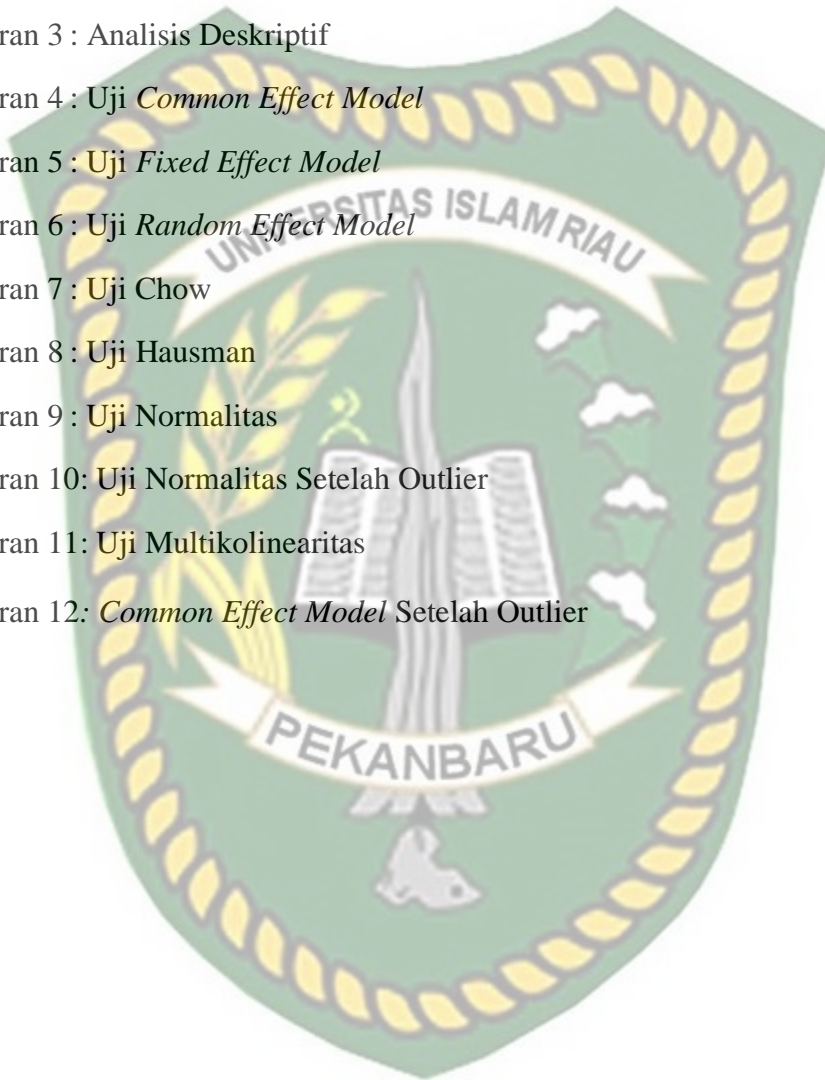 ran 3 : Analisis Deskriptif
ran 4 : Uji Common Effect Model
ran 5 : Uji Fixed Effect Model
ran 6 : Uji Random Effect Model
UNIVERSITAS ISLAM RIAU
ran 7 : Uji Chow
ran 8 : Uji Hausman
ran 9 : Uji Normalitas
ran 10: Uji Normalitas Setelah Outlier
ran 11: Uji Multikolinearitas
ran 12: Common Effect Model Setelah Outlier
PEKANBARU